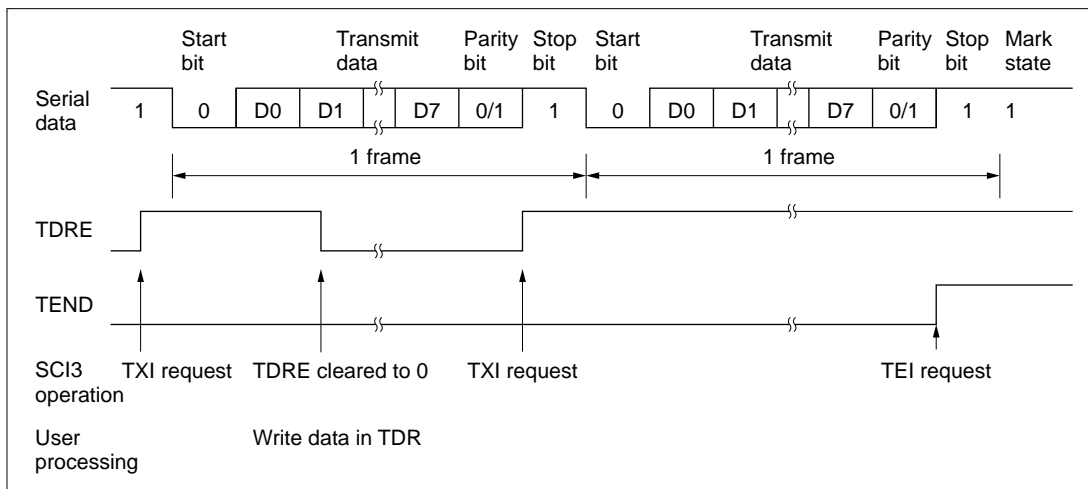 Start bit Transmit data Parity bit Stop bit Start bit Transmit data Parity bit Stop bit Mark state
Serial data 1 0 D0 D1 D7 0/1 1 0 D0 D1 D7 0/1 1 1
1 frame 1 frame
TDRE
TEND
SCI3 operation TXI request TDRE cleared to 0 TXI request TEI request
User processing Write data in TDR